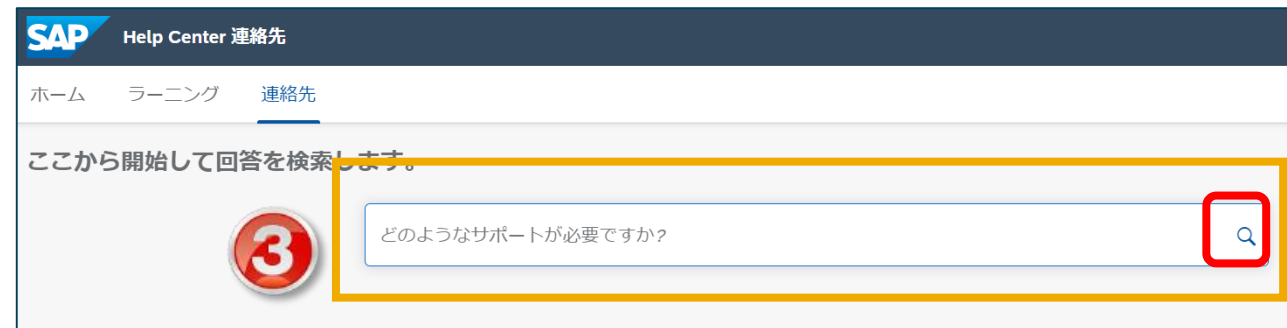 SAP Help Center 連絡先
ホーム ラーニング 連絡先
ここから開始して回答を検索します。
3
どのようなサポートが必要ですか?